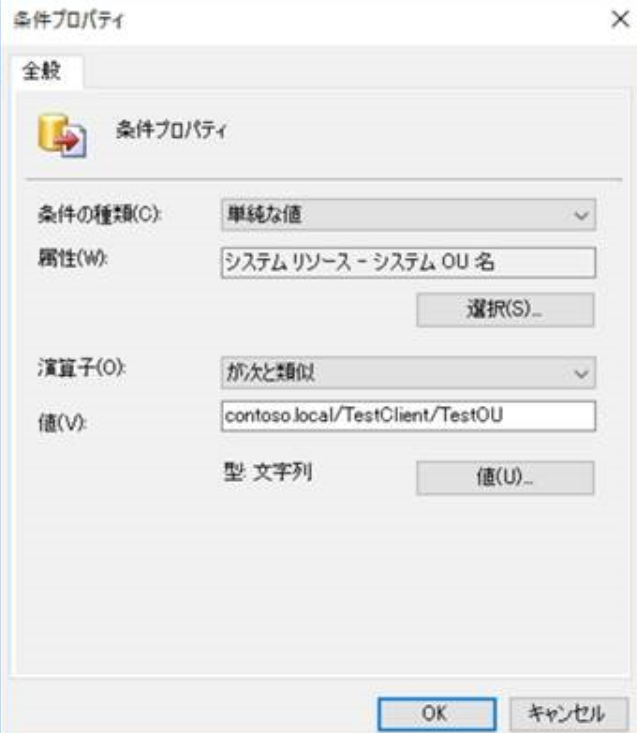 条件プロパティ
全般
条件プロパティ
条件の種類(C):
単純な値
属性(W):
システム リソース - システム OU 名
選択(S)...
演算子(O):
が次と類似
値(V):
contoso.local/TestClient/TestOU
型: 文字列
値(U)...
OK
キャンセル